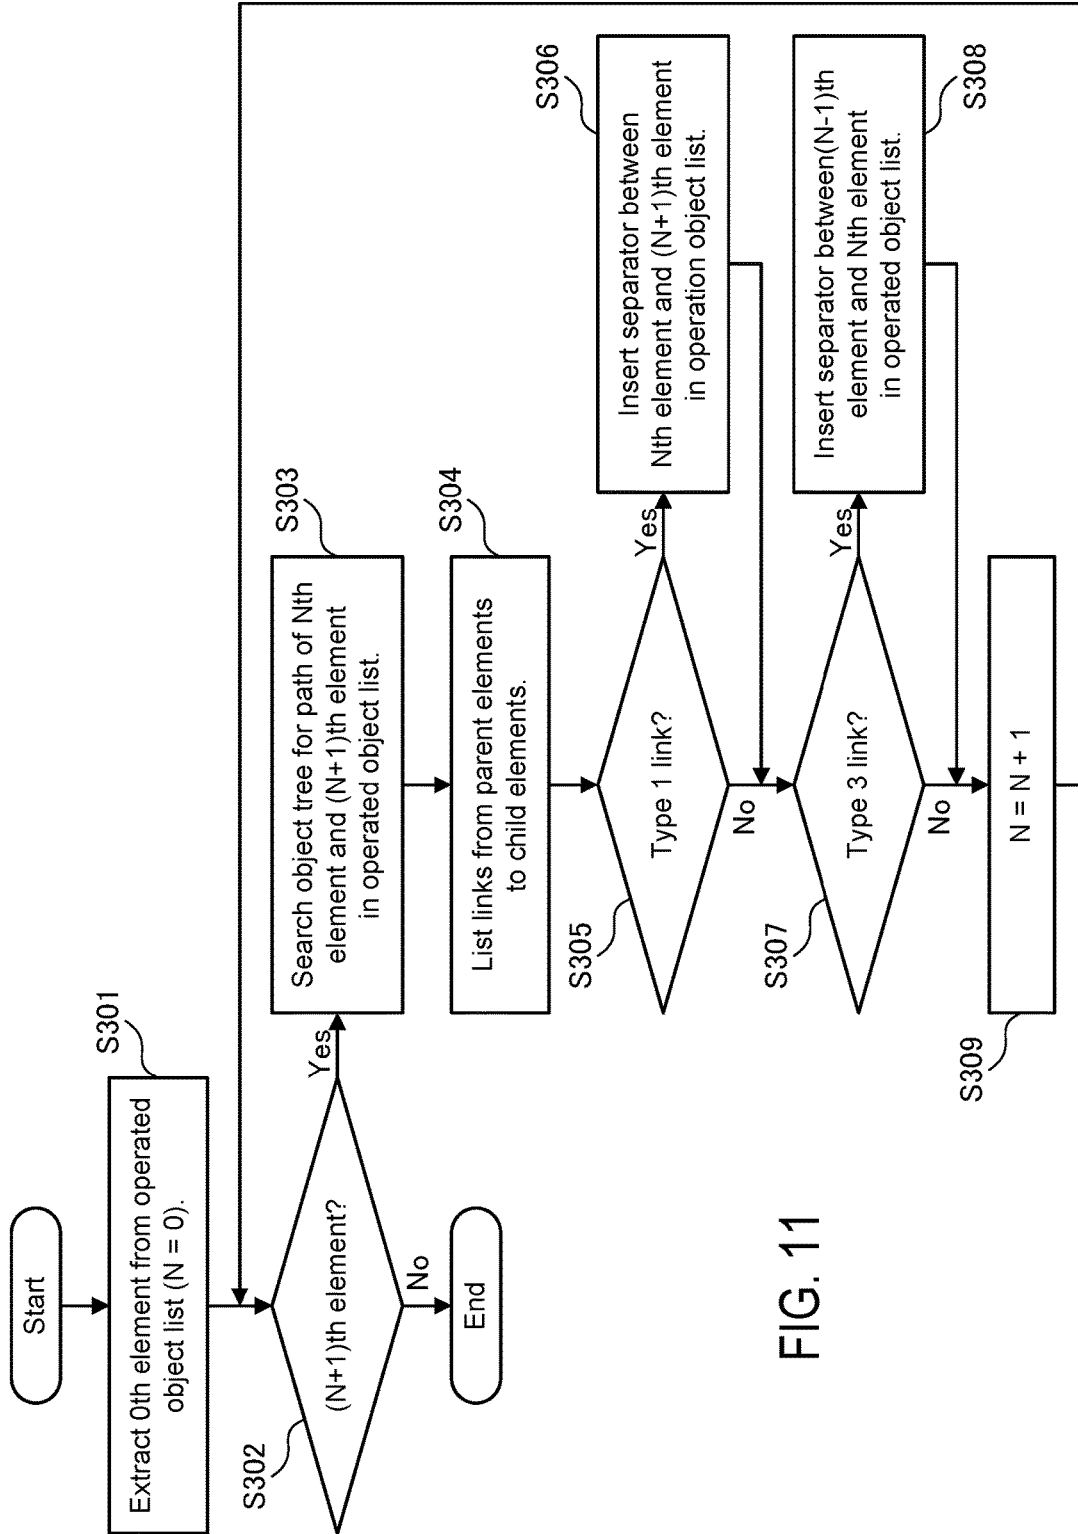 Start
S301
Extract 0th element from operated
object list (N = 0).
S302
(N+1)th element?
Yes
No
End
S303
Search object tree for path of Nth
element and (N+1)th element
in operated object list.
S304
List links from parent elements
to child elements.
S305
Type 1 link?
Yes
No
S306
Insert separator between
Nth element and (N+1)th element
in operation object list.
S307
Type 3 link?
Yes
No
S308
Insert separator between(N-1)th
element and Nth element
in operated object list.
S309
N = N + 1
FIG. 11